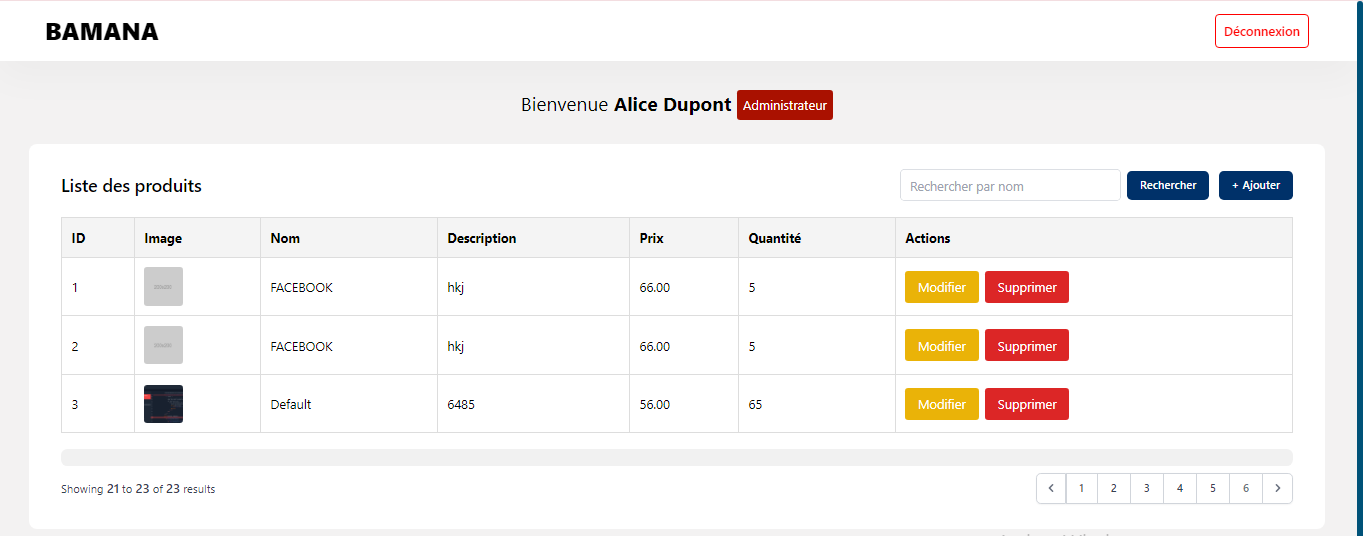 BAMANA
Déconnexion
Bienvenue Alice Dupont Administrateur
Liste des produits
Rechercher par nom
Rechercher
+ Ajouter
ID Image Nom Description Prix Quantité Actions
1 FACEBOOK hkj 66.00 5 Modifier Supprimer
2 FACEBOOK hkj 66.00 5 Modifier Supprimer
3 Default 6485 56.00 65 Modifier Supprimer
Showing 21 to 23 of 23 results
1 2 3 4 5 6